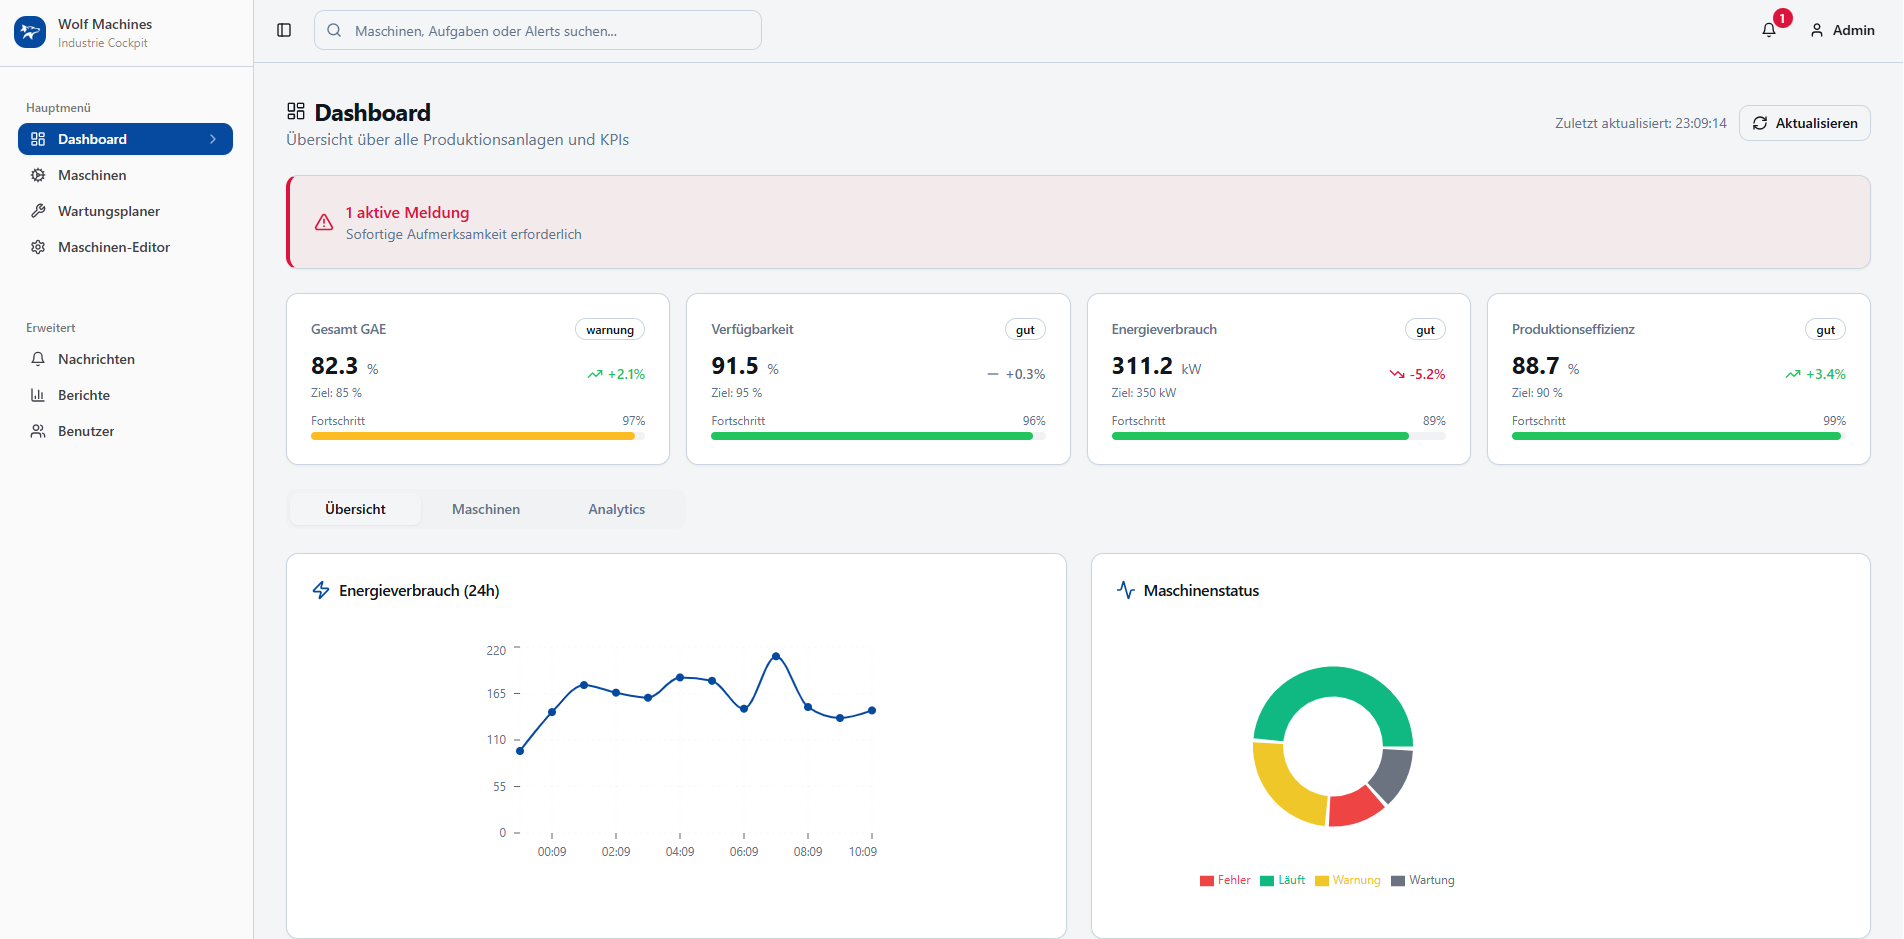 Wolf Machines
Industrie Cockpit
Maschinen, Aufgaben oder Alerts suchen...
1
Admin
Hauptmenü
Dashboard
Maschinen
Wartungsplaner
Maschinen-Editor
Erweitert
Nachrichten
Berichte
Benutzer
Dashboard
Übersicht über alle Produktionsanlagen und KPIs
Zuletzt aktualisiert: 23:09:14
Aktualisieren
1 aktive Meldung
Sofortige Aufmerksamkeit erforderlich
Gesamt GAE
warnung
82.3 %
+2.1%
Ziel: 85 %
Fortschritt
97%
Verfügbarkeit
gut
91.5 %
+0.3%
Ziel: 95 %
Fortschritt
96%
Energieverbrauch
gut
311.2 kW
-5.2%
Ziel: 350 kW
Fortschritt
89%
Produktionseffizienz
gut
88.7 %
+3.4%
Ziel: 90 %
Fortschritt
99%
Übersicht
Maschinen
Analytics
Energieverbrauch (24h)
220
165
110
55
0
00:09 02:09 04:09 06:09 08:09 10:09
Maschinenstatus
Fehler Läuft Warnung Wartung